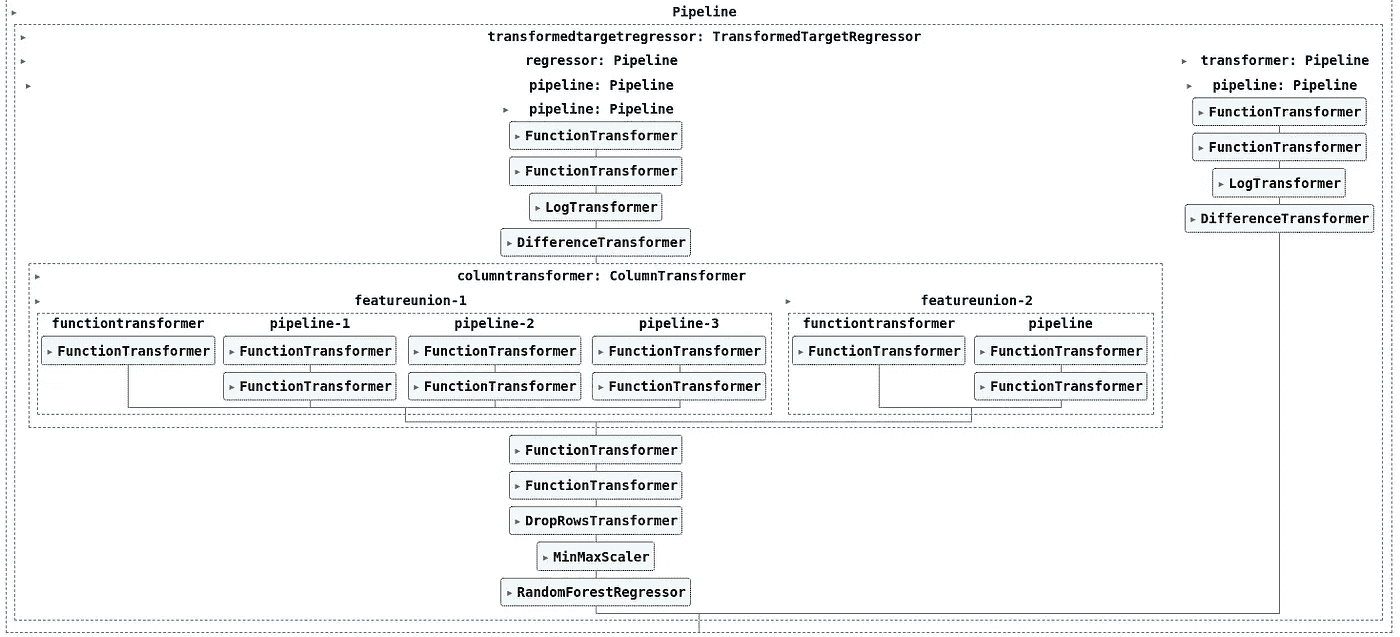 Pipeline
transformedtargetregressor: TransformedTargetRegressor
regressor: Pipeline
transformer: Pipeline
pipeline: Pipeline
pipeline: Pipeline
pipeline: Pipeline
FunctionTransformer
FunctionTransformer
FunctionTransformer
FunctionTransformer
LogTransformer
LogTransformer
DifferenceTransformer
DifferenceTransformer
columntransformer: ColumnTransformer
featureunion-1
featureunion-2
functiontransformer
pipeline-1
pipeline-2
pipeline-3
functiontransformer
pipeline
FunctionTransformer
FunctionTransformer
FunctionTransformer
FunctionTransformer
FunctionTransformer
FunctionTransformer
FunctionTransformer
FunctionTransformer
FunctionTransformer
FunctionTransformer
FunctionTransformer
FunctionTransformer
DropRowsTransformer
MinMaxScaler
RandomForestRegressor